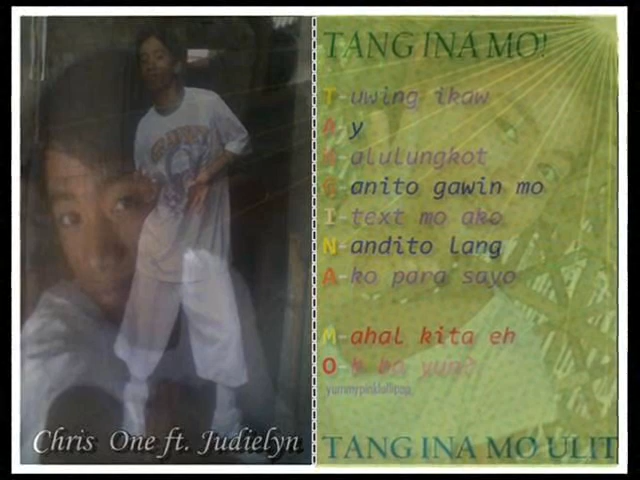 TANG INA MO!
T-uwing ikaw
A, y
N alulungkot
G anito gawin mo
I-text mo ako
N-andito lang
A-ko para sayo
M-ahal kita eh
O
yummypinklollipop
Chris One ft. Judielyn
TANG INA MO ULIT